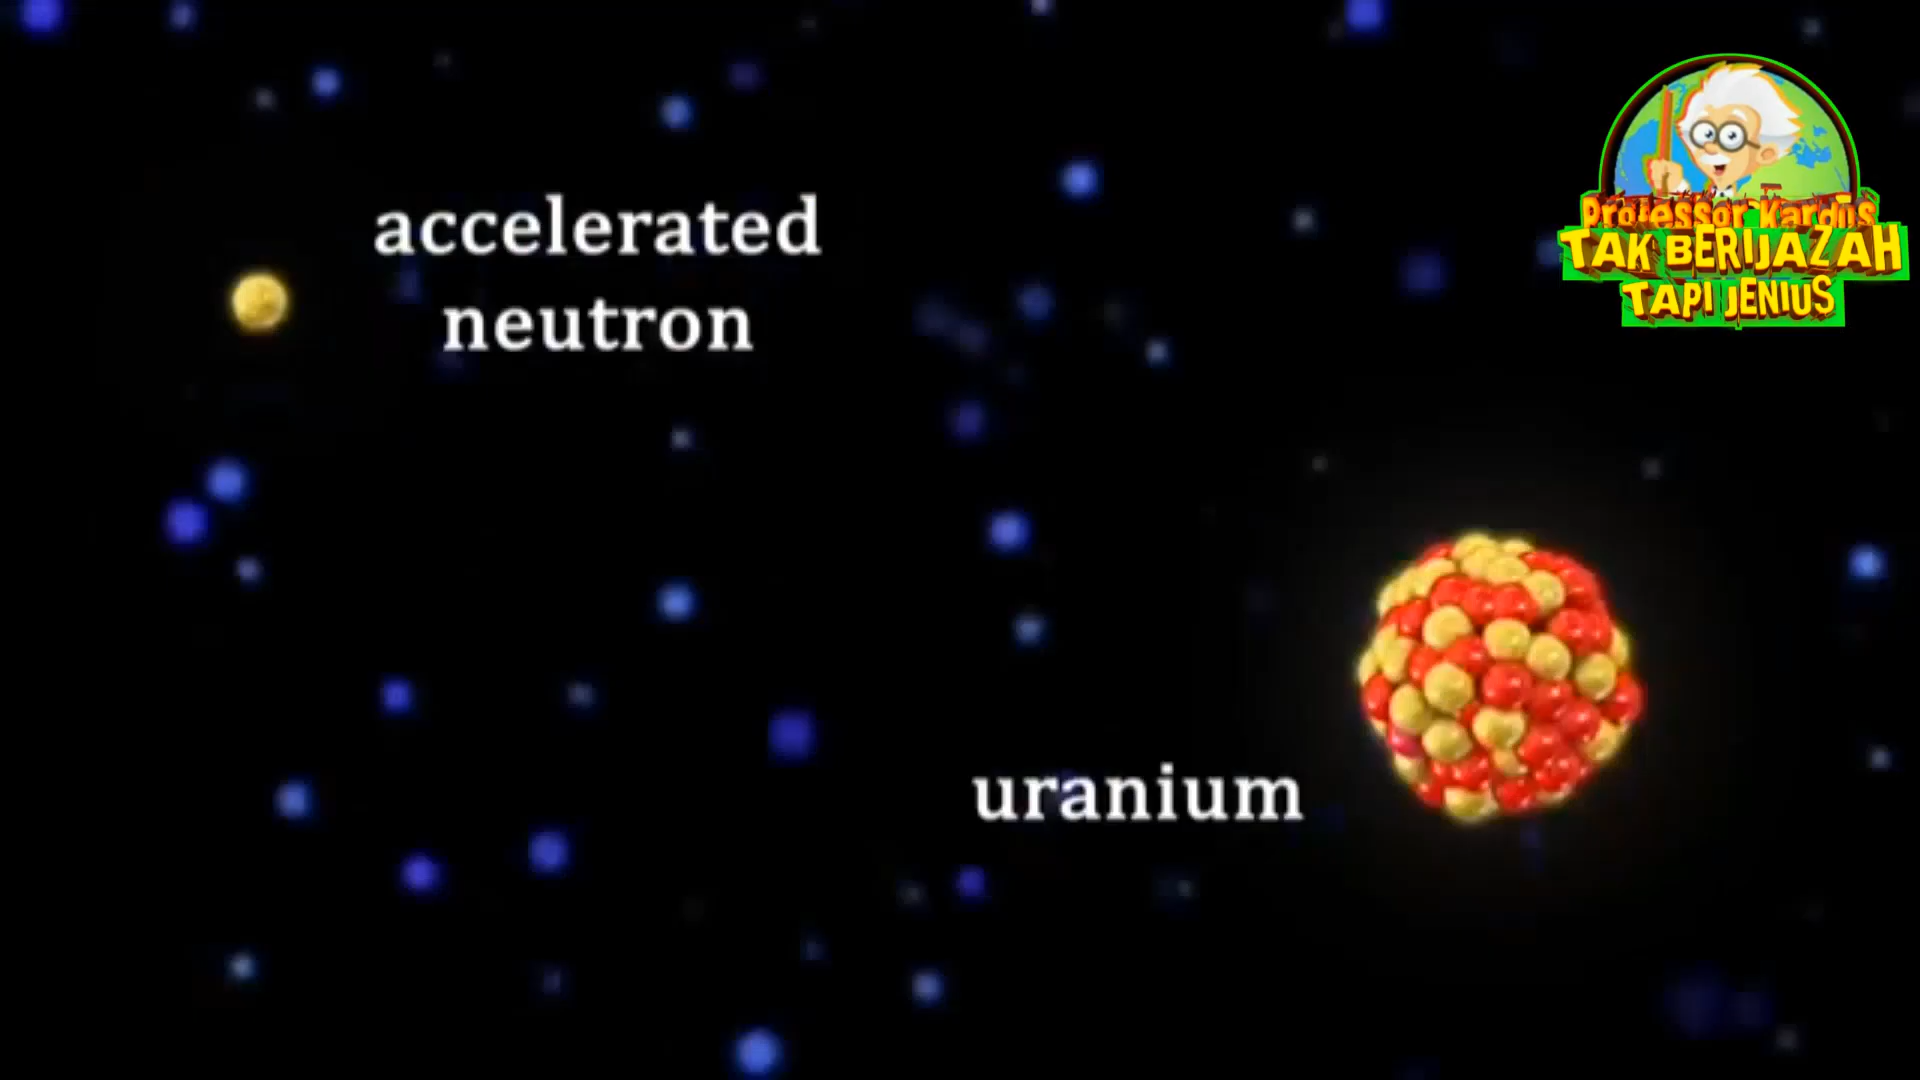 accelerated
neutron
uranium
Professor Kardus
TAK BERIJAZAH
TAPI JENIUS